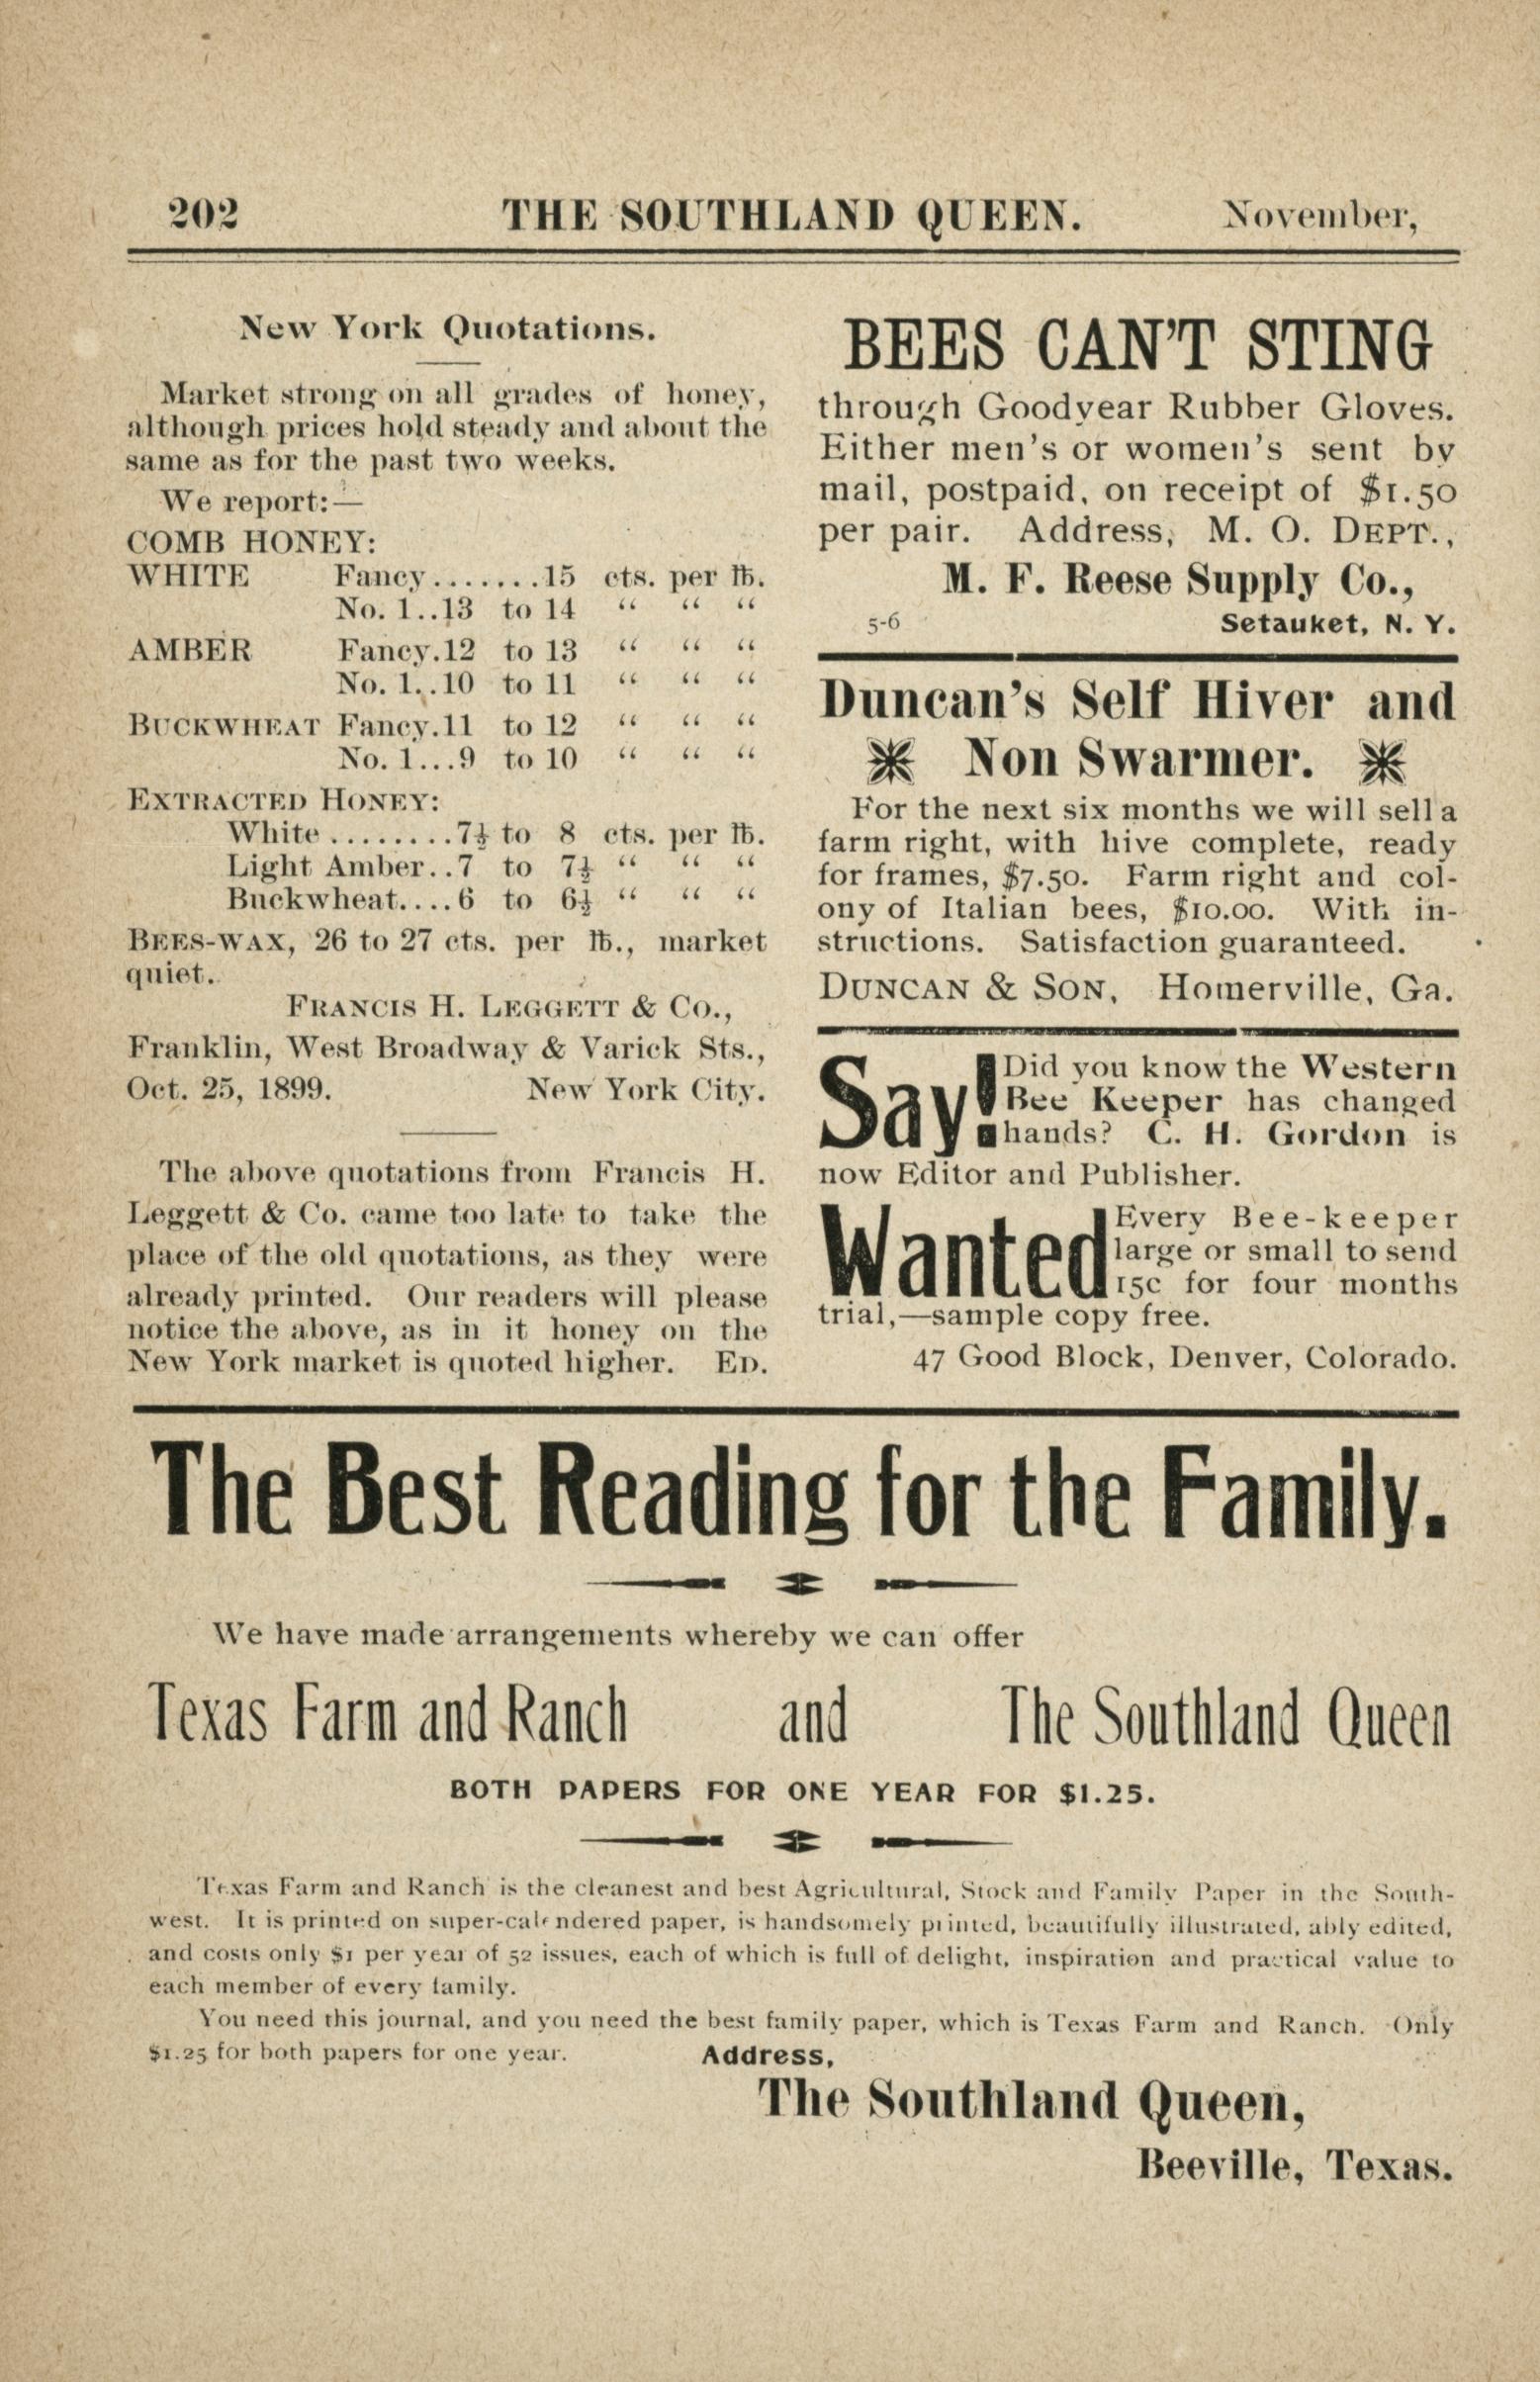 202 THE SOUTHLAND QUEEN. November,
New York Quotations.
Market strong on all grades of honey,
although prices hold steady and about the
same as for the past two weeks.
We report:—
COMB HONEY:
WHITE Fancy.......15 cts. per ℔.
No. 1..13 to 14 “ “ “
AMBER Fancy.12 to 13 “ “ “
No. 1..10 to 11 “ “ “
BUCKWHEAT Fancy.11 to 12 “ “ “
No. 1...9 to 10 “ “ “
EXTRACTED HONEY:
White........7½ to 8 cts. per ℔.
Light Amber..7 to 7½ “ “ “
Buckwheat....6 to 6½ “ “ “
BEES-WAX, 26 to 27 cts. per ℔., market
quiet.
FRANCIS H. LEGGETT & CO.,
Franklin, West Broadway & Varick Sts.,
Oct. 25, 1899. New York City.
The above quotations from Francis H.
Leggett & Co. came too late to take the
place of the old quotations, as they were
already printed. Our readers will please
notice the above, as in it honey on the
New York market is quoted higher. ED.
BEES CAN'T STING
through Goodyear Rubber Gloves.
Either men's or women's sent by
mail, postpaid, on receipt of $1.50
per pair. Address, M. O. DEPT.,
M. F. Reese Supply Co.,
5-6 Setauket, N. Y.
Duncan's Self Hiver and
Non Swarmer.
For the next six months we will sell a
farm right, with hive complete, ready
for frames, $7.50. Farm right and col-
ony of Italian bees, $10.00. With in-
structions. Satisfaction guaranteed.
DUNCAN & SON, Homerville, Ga.
Say! Did you know the Western
Bee Keeper has changed
hands? C. H. Gordon is
now Editor and Publisher.
Wanted Every Bee-keeper
large or small to send
15c for four months
trial,—sample copy free.
47 Good Block, Denver, Colorado.
The Best Reading for the Family.
We have made arrangements whereby we can offer
Texas Farm and Ranch and The Southland Queen
BOTH PAPERS FOR ONE YEAR FOR $1.25.
Texas Farm and Ranch is the cleanest and best Agricultural, Stock and Family Paper in the South-
west. It is printed on super-calendered paper, is handsomely printed, beautifully illustrated, ably edited,
and costs only $1 per year of 52 issues, each of which is full of delight, inspiration and practical value to
each member of every family.
You need this journal, and you need the best family paper, which is Texas Farm and Ranch. Only
$1.25 for both papers for one year. Address,
The Southland Queen,
Beeville, Texas.